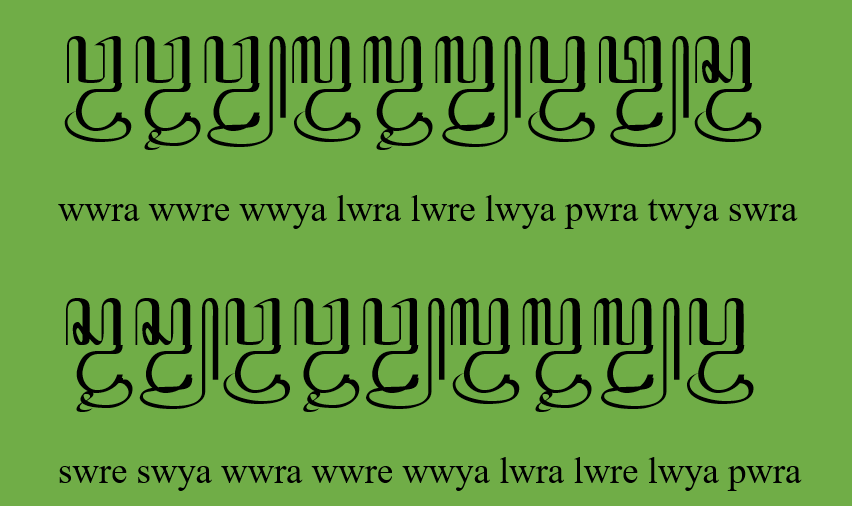 ꦮ꧀ꦮꦿꦮ꧀ꦮꦽꦮ꧀ꦮꦾꦭ꧀ꦮꦿꦭ꧀ꦮꦽꦭ꧀ꦮꦾꦥ꧀ꦮꦿꦠ꧀ꦮꦾꦱ꧀ꦮꦿ
wwra wwre wwya lwra lwre lwya pwra twya swra
ꦱ꧀ꦮꦽꦱ꧀ꦮꦾꦮ꧀ꦮꦿꦮ꧀ꦮꦽꦮ꧀ꦮꦾꦭ꧀ꦮꦿꦭ꧀ꦮꦽꦭ꧀ꦮꦾꦥ꧀ꦮꦿ
swre swya wwra wwre wwya lwra lwre lwya pwra